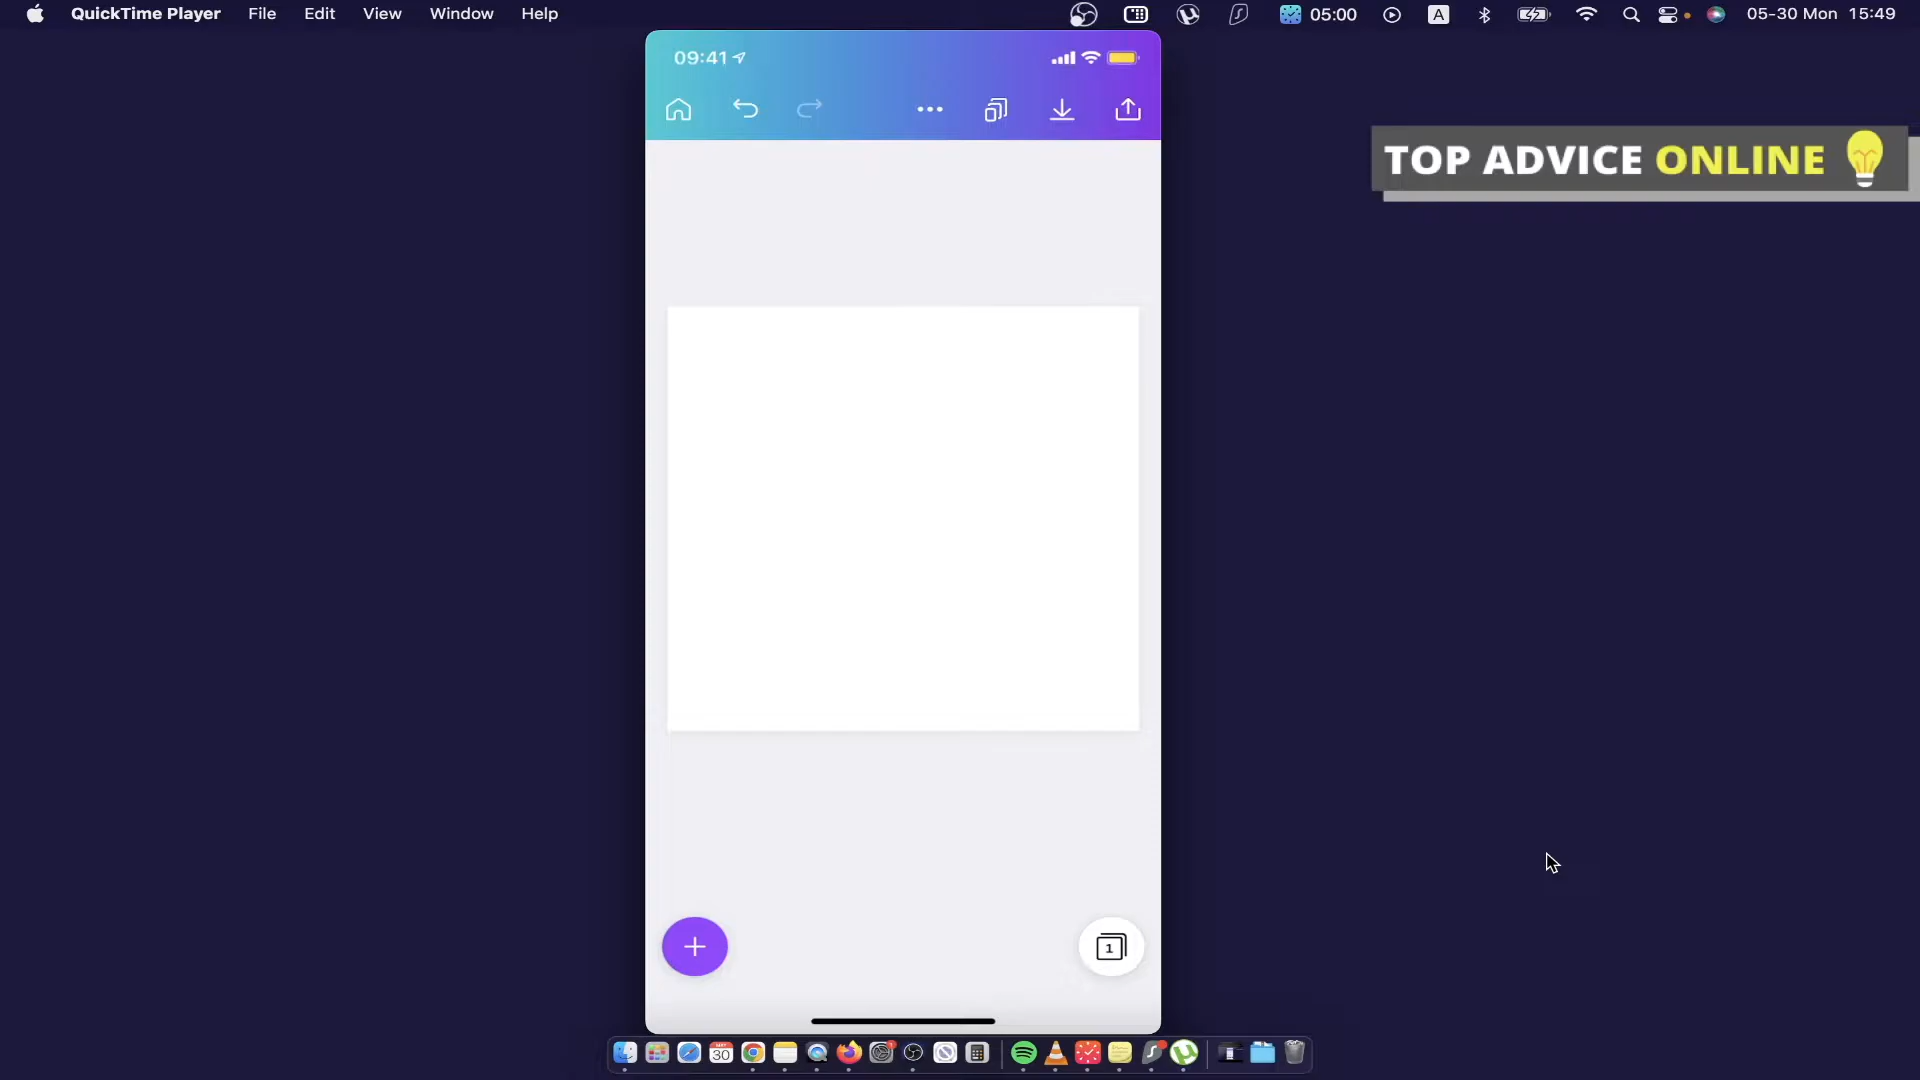 QuickTime Player File Edit View Window Help
05:00 A 05-30 Mon 15:49
09:41
TOP ADVICE ONLINE
1
30